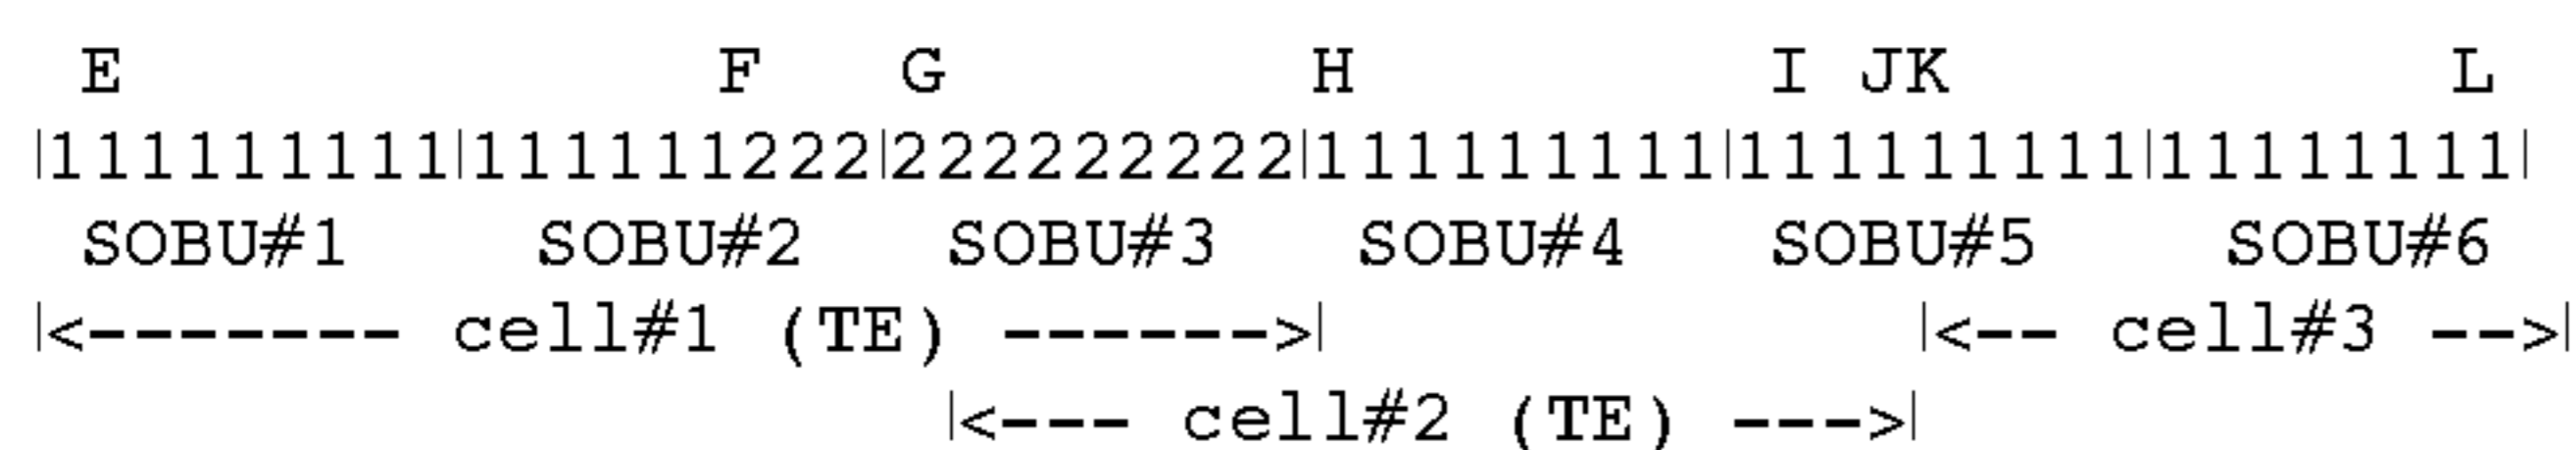 E F G H I JK L
|111111111|111111222|222222222|111111111|111111111|11111111|
SOBU#1 SOBU#2 SOBU#3 SOBU#4 SOBU#5 SOBU#6
|<------- cell#1 (TE) ------>| |<-- cell#3 -->|
|<--- cell#2 (TE) --->|